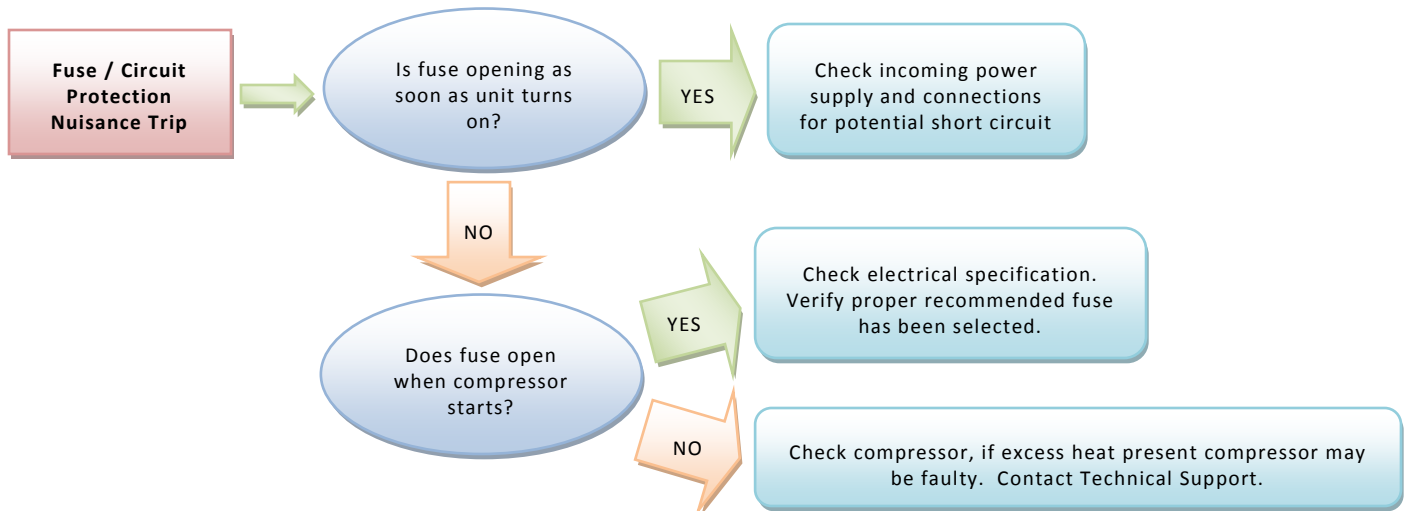 Fuse / Circuit
Protection
Nuisance Trip
Is fuse opening as
soon as unit turns
on?
YES
Check incoming power
supply and connections
for potential short circuit
NO
Does fuse open
when compressor
starts?
YES
Check electrical specification.
Verify proper recommended fuse
has been selected.
NO
Check compressor, if excess heat present compressor may
be faulty.  Contact Technical Support.